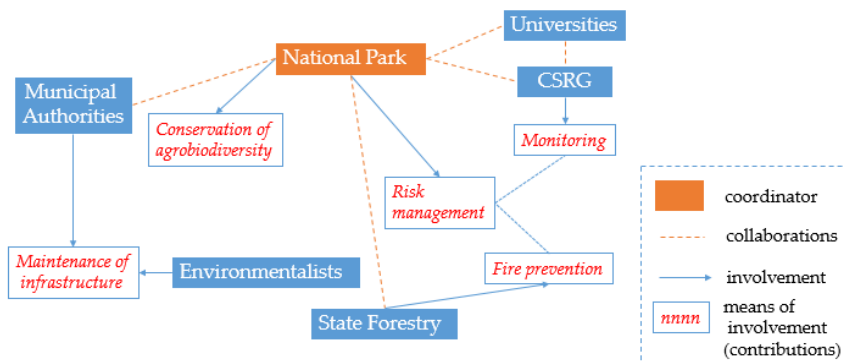 Universities
National Park
CSRG
Municipal
Authorities
Conservation of
agrobiodiversity
Monitoring
Risk
management
coordinator
collaborations
Maintenance of
infrastructure
Environmentalists
Fire prevention
involvement
State Forestry
nnnn
means of
involvement
(contributions)